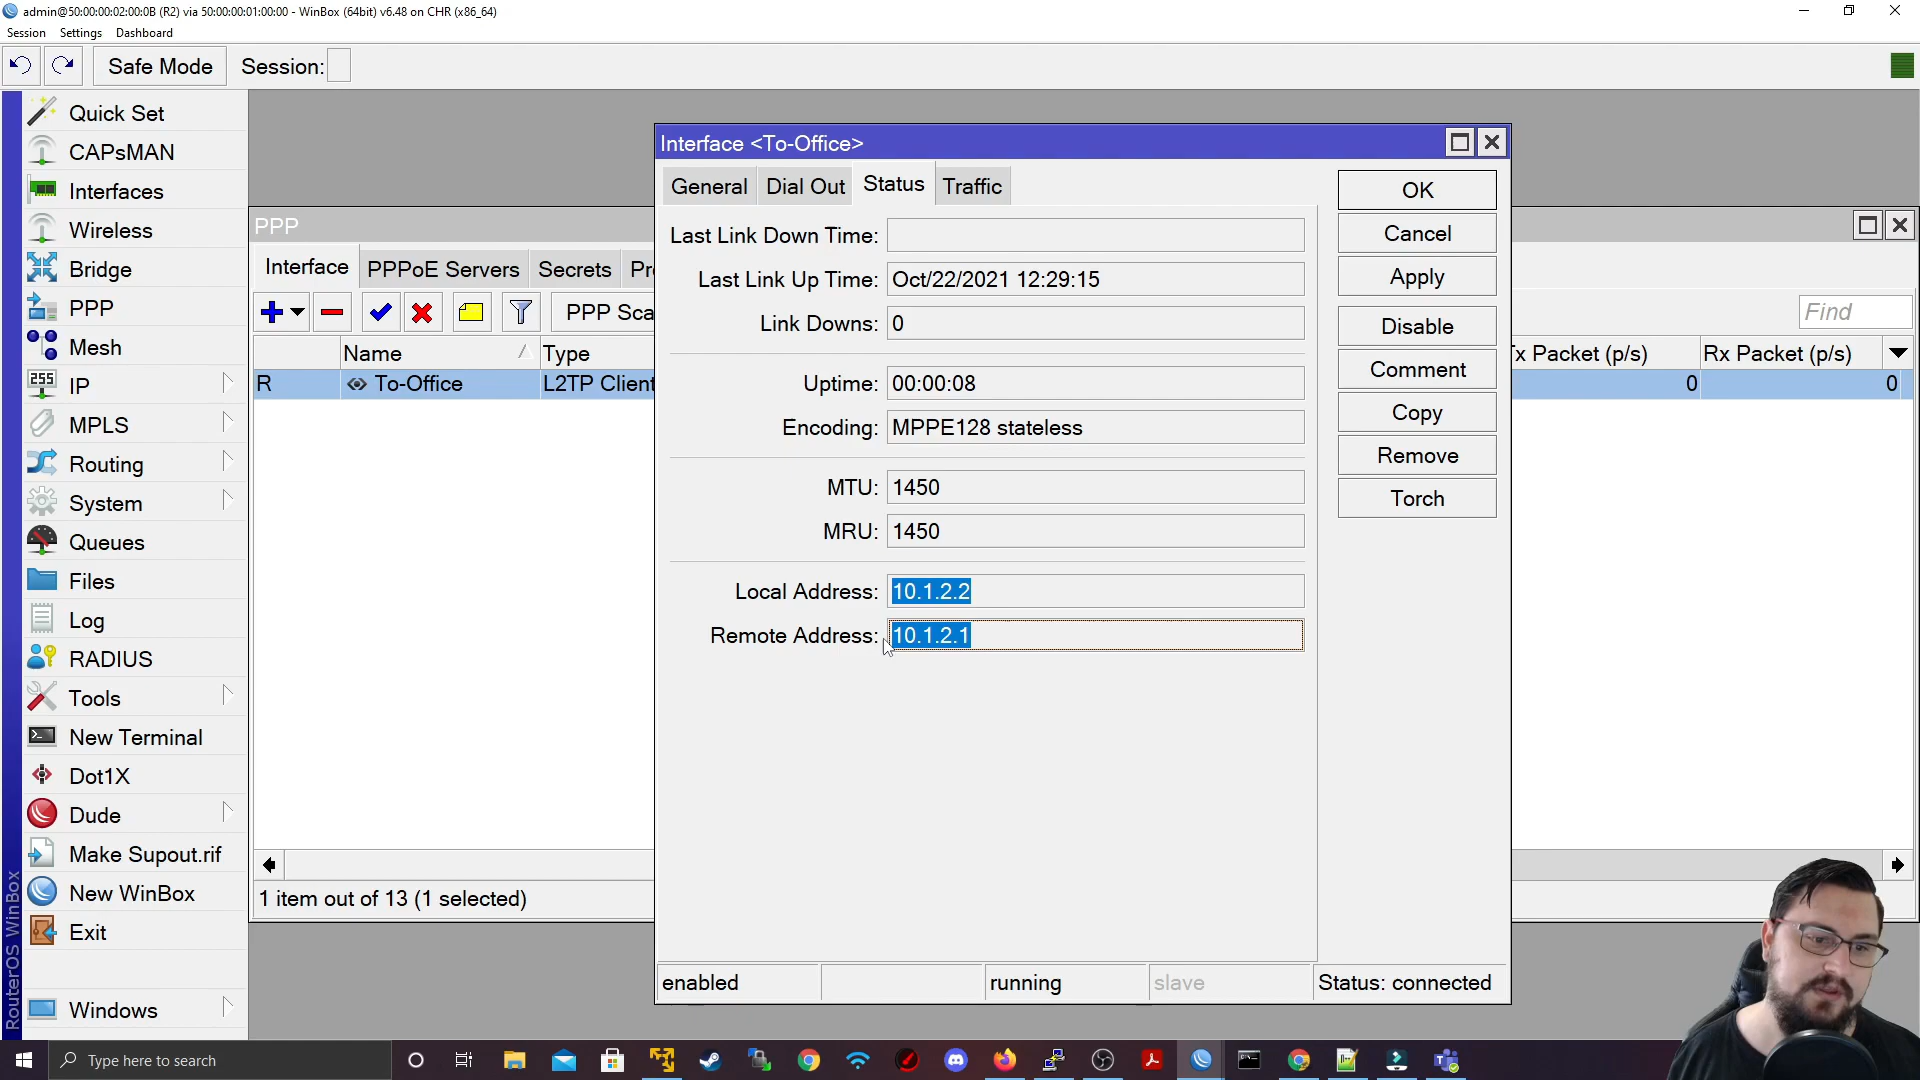 admin@50:00:00:02:00:0B (R2) via 50:00:00:01:00:00 - WinBox (64bit) v6.48 on CHR (x86_64)
Session Settings Dashboard
Safe Mode Session:
Quick Set
CAPsMAN
Interfaces
Wireless
Bridge
PPP
Mesh
255 IP
MPLS
Routing
System
Queues
Files
Log
RADIUS
Tools
New Terminal
Dot1X
Dude
Make Supout.rif
New WinBox
Exit
Windows
RouterOS WinBox
PPP
Interface PPPoE Servers Secrets Pr
PPP Sca
Find
Name Type Tx Packet (p/s) Rx Packet (p/s)
R To-Office L2TP Client 0 0
1 item out of 13 (1 selected)
Interface <To-Office>
General Dial Out Status Traffic
Last Link Down Time:
Last Link Up Time: Oct/22/2021 12:29:15
Link Downs: 0
Uptime: 00:00:08
Encoding: MPPE128 stateless
MTU: 1450
MRU: 1450
Local Address: 10.1.2.2
Remote Address: 10.1.2.1
OK
Cancel
Apply
Disable
Comment
Copy
Remove
Torch
enabled running slave Status: connected
Type here to search